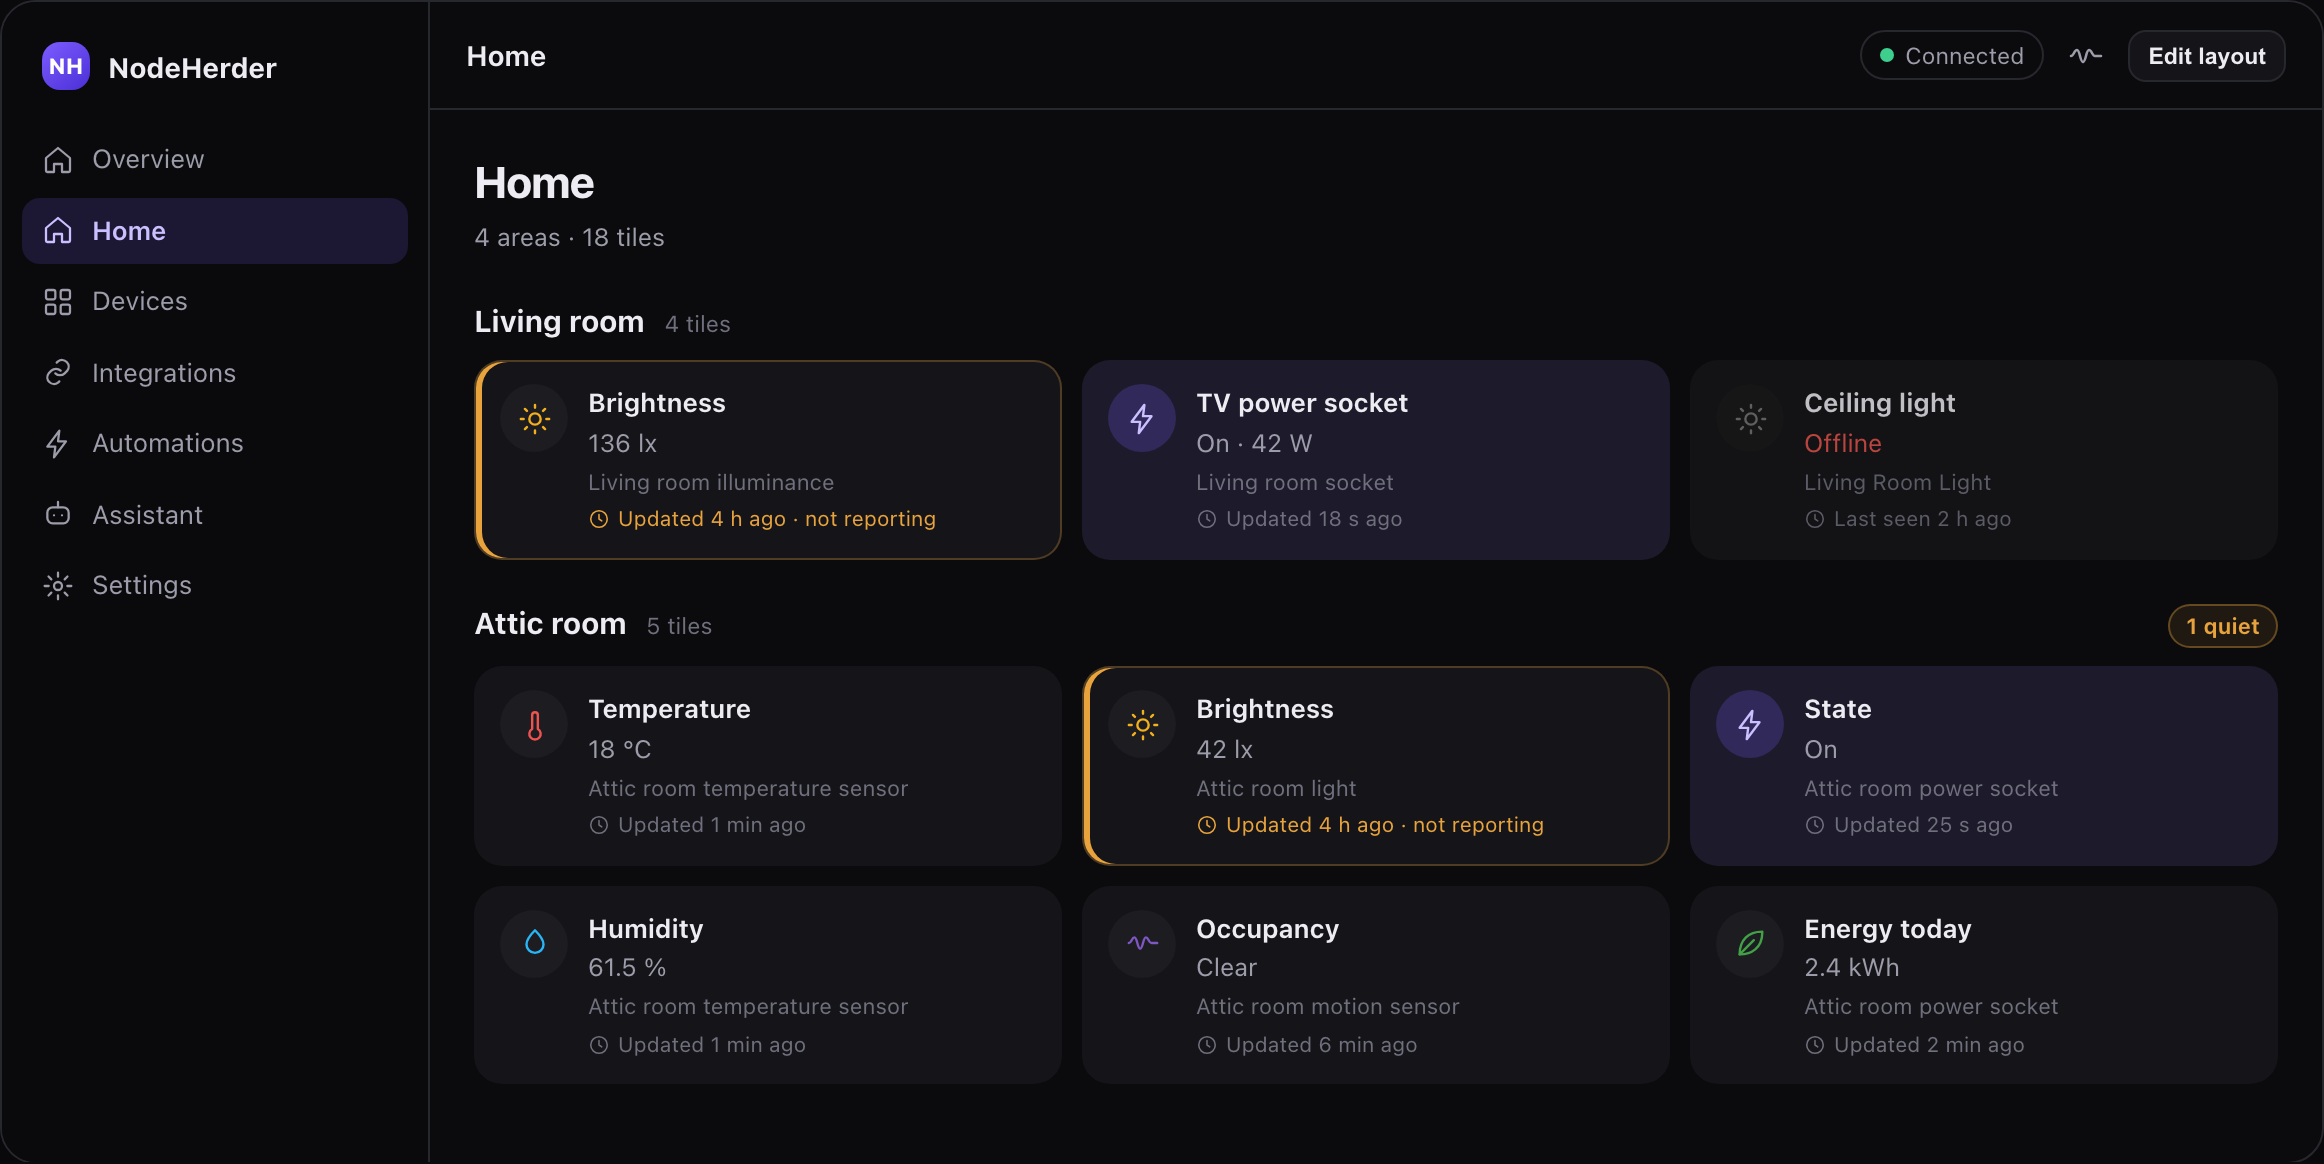 NH NodeHerder
Overview
Home
Devices
Integrations
Automations
Assistant
Settings
Home
Connected
Edit layout
Home
4 areas · 18 tiles
Living room 4 tiles
Brightness
136 lx
Living room illuminance
Updated 4 h ago · not reporting
TV power socket
On · 42 W
Living room socket
Updated 18 s ago
Ceiling light
Offline
Living Room Light
Last seen 2 h ago
Attic room 5 tiles
1 quiet
Temperature
18 °C
Attic room temperature sensor
Updated 1 min ago
Brightness
42 lx
Attic room light
Updated 4 h ago · not reporting
State
On
Attic room power socket
Updated 25 s ago
Humidity
61.5 %
Attic room temperature sensor
Updated 1 min ago
Occupancy
Clear
Attic room motion sensor
Updated 6 min ago
Energy today
2.4 kWh
Attic room power socket
Updated 2 min ago